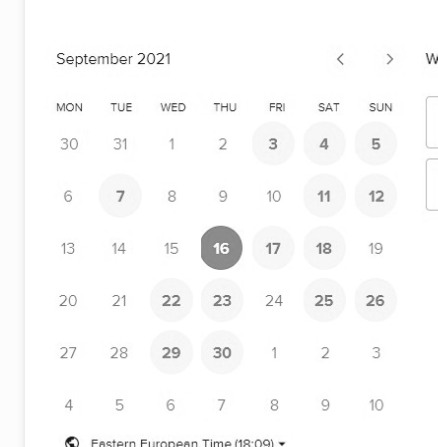 September 2021
W
MON TUE WED THU FRI SAT SUN
30 31 1 2 3 4 5
6 7 8 9 10 11 12
13 14 15 16 17 18 19
20 21 22 23 24 25 26
27 28 29 30 1 2 3
4 5 6 7 8 9 10
Eastern European Time (18:09)